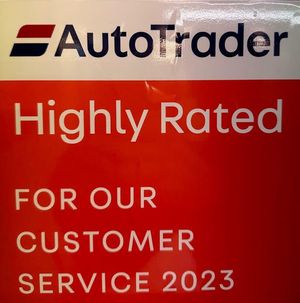 AutoTrader
Highly Rated
FOR OUR
CUSTOMER
SERVICE 2023